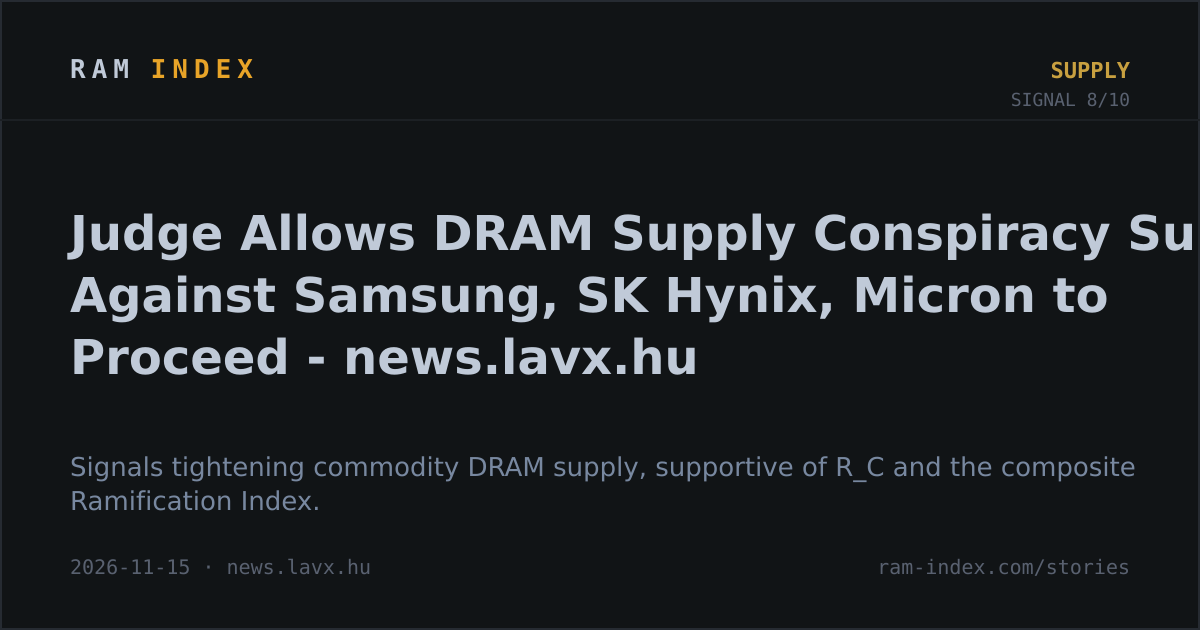 RAM INDEX
SUPPLY
SIGNAL 8/10
Judge Allows DRAM Supply Conspiracy Su
Against Samsung, SK Hynix, Micron to
Proceed - news.lavx.hu
Signals tightening commodity DRAM supply, supportive of R_C and the composite
Ramification Index.
2026-11-15 · news.lavx.hu
ram-index.com/stories